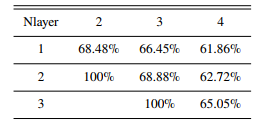 Nlayer 2 3 4
1 68.48% 66.45% 61.86%
2 100% 68.88% 62.72%
3 100% 65.05%